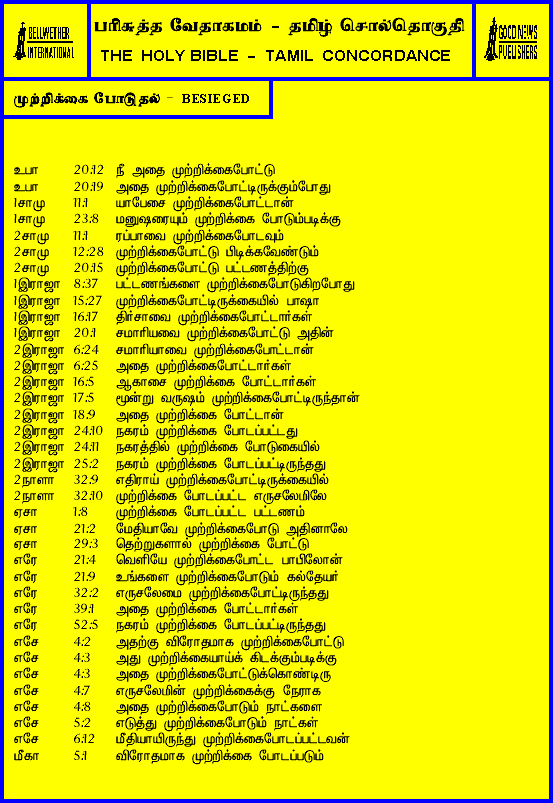 BELLWETHER
INTERNATIONAL
பரிசுத்த வேதாகமம் - தமிழ் சொல்தொகுதி
THE HOLY BIBLE - TAMIL CONCORDANCE
GOOD NEWS
PUBLISHERS
முற்றிக்கை போடுதல் - BESIEGED
உபா 20:12 நீ அதை முற்றிக்கைபோட்டு
உபா 20:19 அதை முற்றிக்கைபோட்டிருக்கும்போது
1சாமு 11:1 யாபேசை முற்றிக்கைபோட்டான்
1சாமு 23:8 மனுஷரையும் முற்றிக்கை போடும்படிக்கு
2சாமு 11:1 ரப்பாவை முற்றிக்கைபோடவும்
2சாமு 12:28 முற்றிக்கைபோட்டு பிடிக்கவேண்டும்
2சாமு 20:15 முற்றிக்கைபோட்டு பட்டணத்திற்கு
1இராஜா 8:37 பட்டணங்களை முற்றிக்கைபோடுகிறபோது
1இராஜா 15:27 முற்றிக்கைபோட்டிருக்கையில் பாஷா
1இராஜா 16:17 திர்சாவை முற்றிக்கைபோட்டார்கள்
1இராஜா 20:1 சமாரியவை முற்றிக்கைபோட்டு அதின்
2இராஜா 6:24 சமாரியாவை முற்றிக்கைபோட்டான்
2இராஜா 6:25 அதை முற்றிக்கைபோட்டார்கள்
2இராஜா 16:5 ஆகாசை முற்றிக்கை போட்டார்கள்
2இராஜா 17:5 மூன்று வருஷம் முற்றிக்கைபோட்டிருந்தான்
2இராஜா 18:9 அதை முற்றிக்கை போட்டான்
2இராஜா 24:10 நகரம் முற்றிக்கை போடப்பட்டது
2இராஜா 24:11 நகரத்தில் முற்றிக்கை போடுகையில்
2இராஜா 25:2 நகரம் முற்றிக்கை போடப்பட்டிருந்தது
2நாளா 32:9 எதிராய் முற்றிக்கைபோட்டிருக்கையில்
2நாளா 32:10 முற்றிக்கை போடப்பட்ட எருசலேமிலே
ஏசா 1:8 முற்றிக்கை போடப்பட்ட பட்டணம்
ஏசா 21:2 மேதியாவே முற்றிக்கைபோடு அதினாலே
ஏசா 29:3 தெற்றுகளால் முற்றிக்கை போட்டு
எரே 21:4 வெளியே முற்றிக்கைபோட்ட பாபிலோன்
எரே 21:9 உங்களை முற்றிக்கைபோடும் கல்தேயர்
எரே 32:2 எருசலேமை முற்றிக்கைபோட்டிருந்தது
எரே 39:1 அதை முற்றிக்கை போட்டார்கள்
எரே 52:5 நகரம் முற்றிக்கை போடப்பட்டிருந்தது
எசே 4:2 அதற்கு விரோதமாக முற்றிக்கைபோட்டு
எசே 4:3 அது முற்றிக்கையாய்க் கிடக்கும்படிக்கு
எசே 4:3 அதை முற்றிக்கைபோட்டுக்கொண்டிரு
எசே 4:7 எருசலேமின் முற்றிக்கைக்கு நேராக
எசே 4:8 அதை முற்றிக்கைபோடும் நாட்களை
எசே 5:2 எடுத்து முற்றிக்கைபோடும் நாட்கள்
எசே 6:12 மீதியாயிருந்து முற்றிக்கைபோடப்பட்டவன்
மீகா 5:1 விரோதமாக முற்றிக்கை போடப்படும்